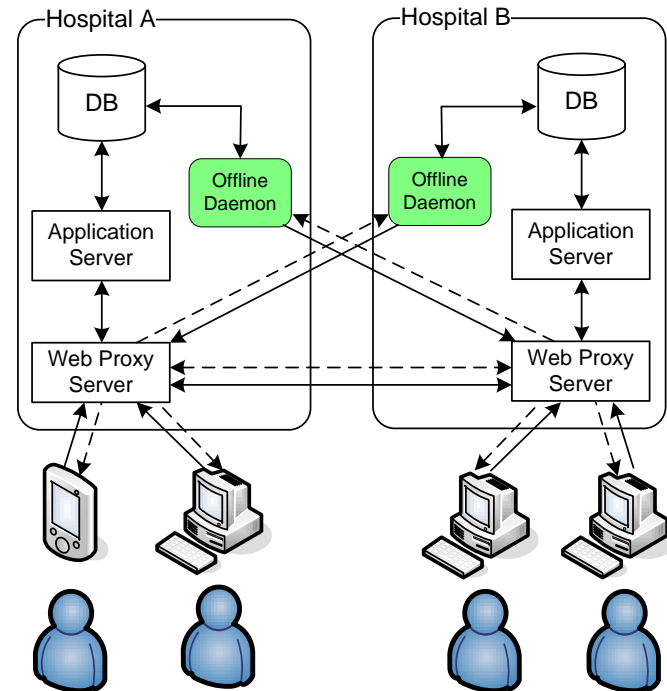 Hospital A
DB
Offline
Daemon
Application
Server
Web Proxy
Server
Hospital B
DB
Offline
Daemon
Application
Server
Web Proxy
Server